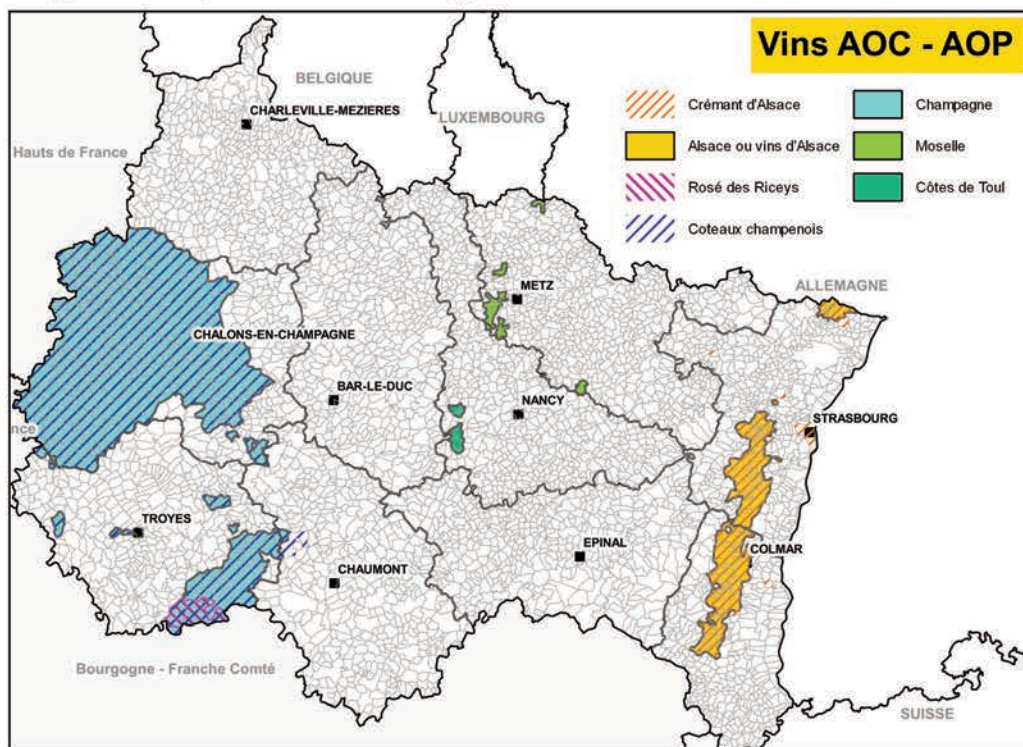 Vins AOC - AOP
Crémant d'Alsace
Champagne
Alsace ou vins d'Alsace
Moselle
Rosé des Riceys
Côtes de Toul
Coteaux champenois
BELGIQUE
LUXEMBOURG
CHARLEVILLE-MEZIERES
Hauts de France
METZ
ALLEMAGNE
CHALONS-EN-CHAMPAGNE
BAR-LE-DUC
NANCY
nce
STRASBOURG
TROYES
EPINAL
COLMAR
CHAUMONT
Bourgogne - Franche Comté
SUISSE